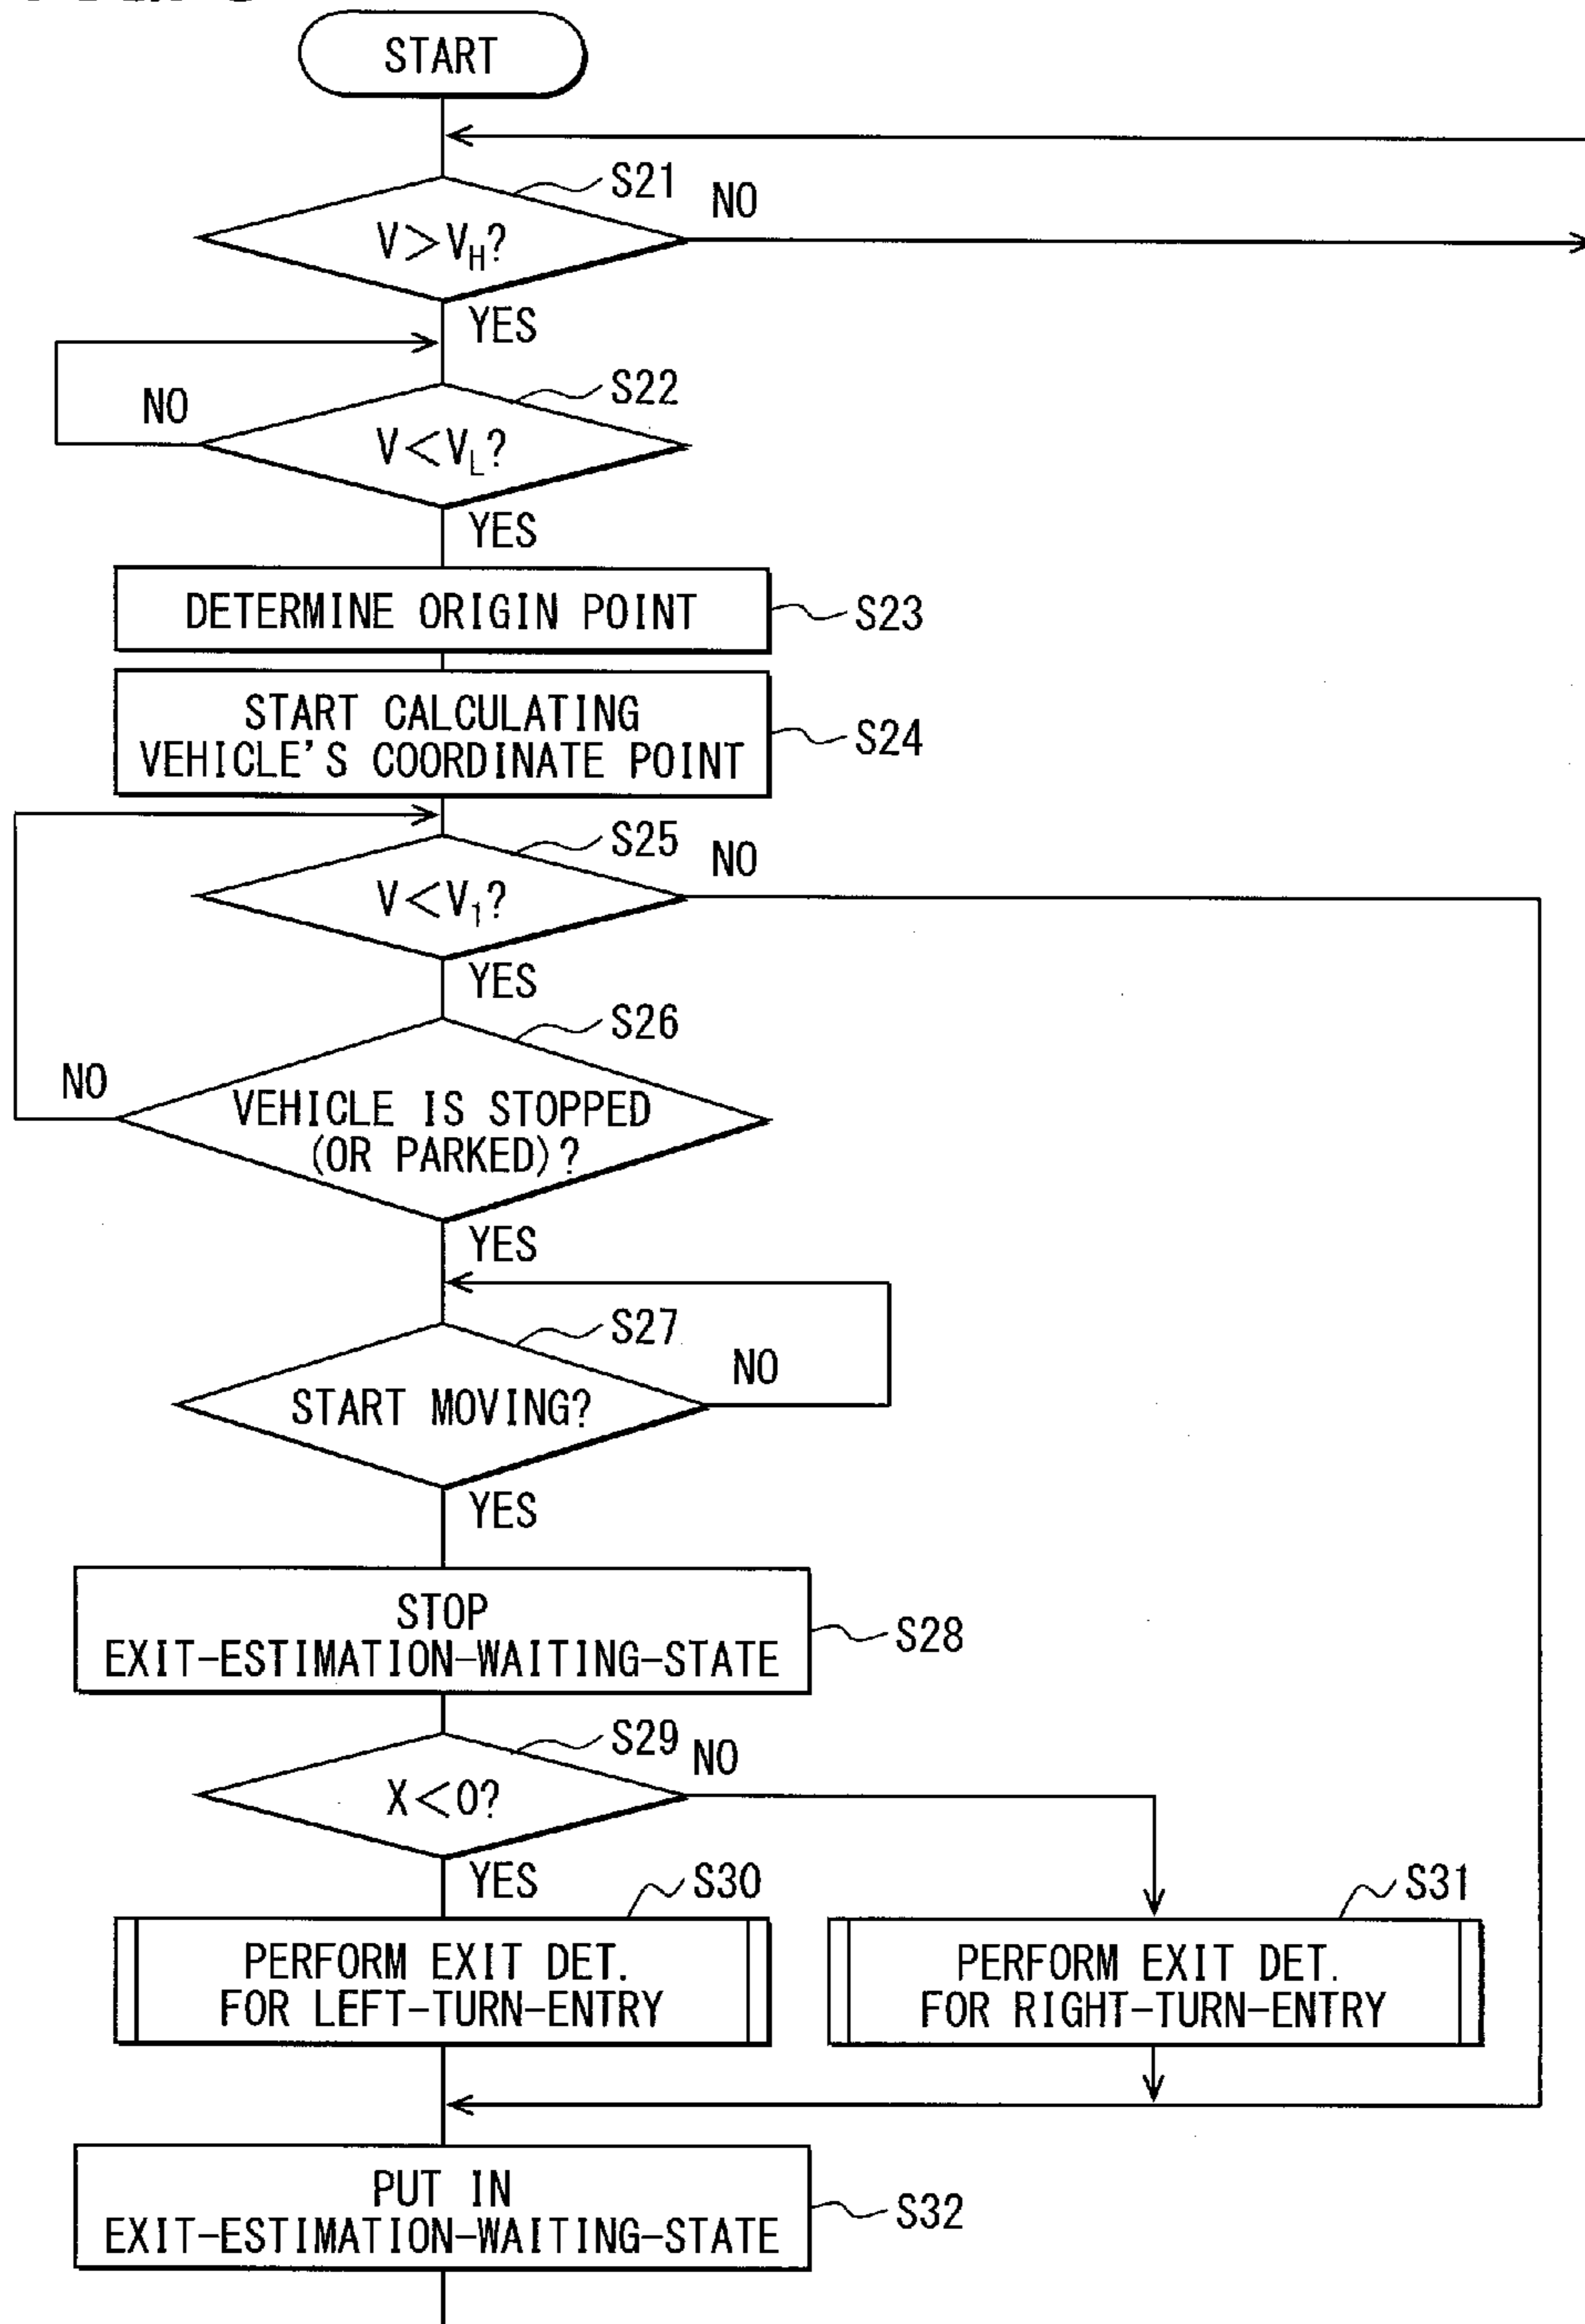 START
S21
NO
V>V_H?
YES
S22
NO
V<V_L?
YES
DETERMINE ORIGIN POINT
S23
START CALCULATING
VEHICLE'S COORDINATE POINT
S24
S25
NO
V<V_1?
YES
S26
NO
VEHICLE IS STOPPED
(OR PARKED)?
YES
S27
NO
START MOVING?
YES
STOP
EXIT-ESTIMATION-WAITING-STATE
S28
S29
NO
X<0?
YES
S30
S31
PERFORM EXIT DET.
FOR LEFT-TURN-ENTRY
PERFORM EXIT DET.
FOR RIGHT-TURN-ENTRY
PUT IN
EXIT-ESTIMATION-WAITING-STATE
S32